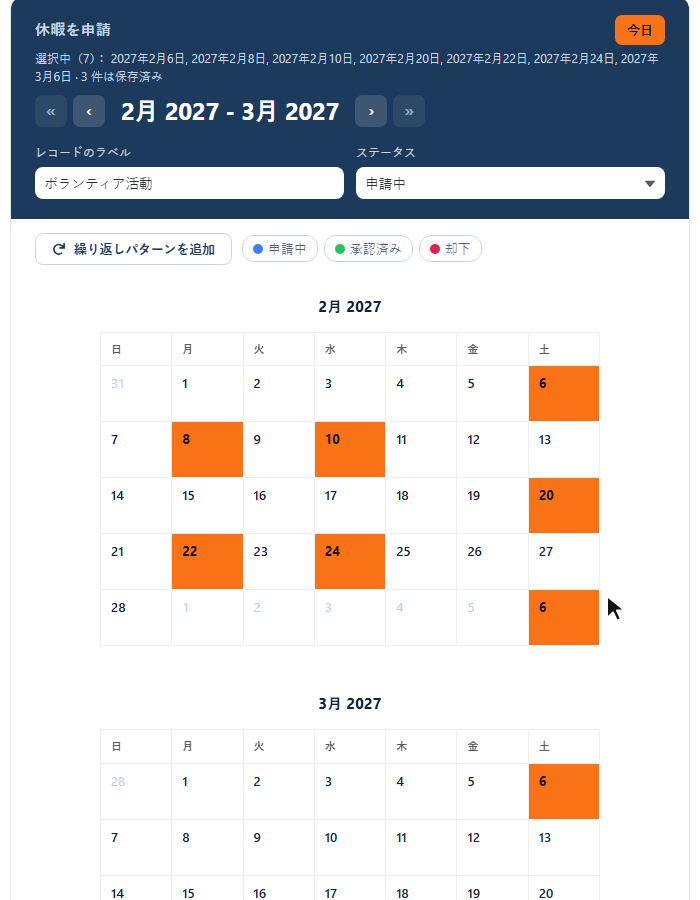 休暇を申請
今日
選択中（7）： 2027年2月6日, 2027年2月8日, 2027年2月10日, 2027年2月20日, 2027年2月22日, 2027年2月24日, 2027年
3月6日 · 3 件は保存済み
« ‹ 2月 2027 - 3月 2027 › »
レコードのラベル ステータス
ボランティア活動 申請中
繰り返しパターンを追加 申請中 承認済み 却下
2月 2027
日 月 火 水 木 金 土
31 1 2 3 4 5 6
7 8 9 10 11 12 13
14 15 16 17 18 19 20
21 22 23 24 25 26 27
28 1 2 3 4 5 6
3月 2027
日 月 火 水 木 金 土
28 1 2 3 4 5 6
7 8 9 10 11 12 13
14 15 16 17 18 19 20